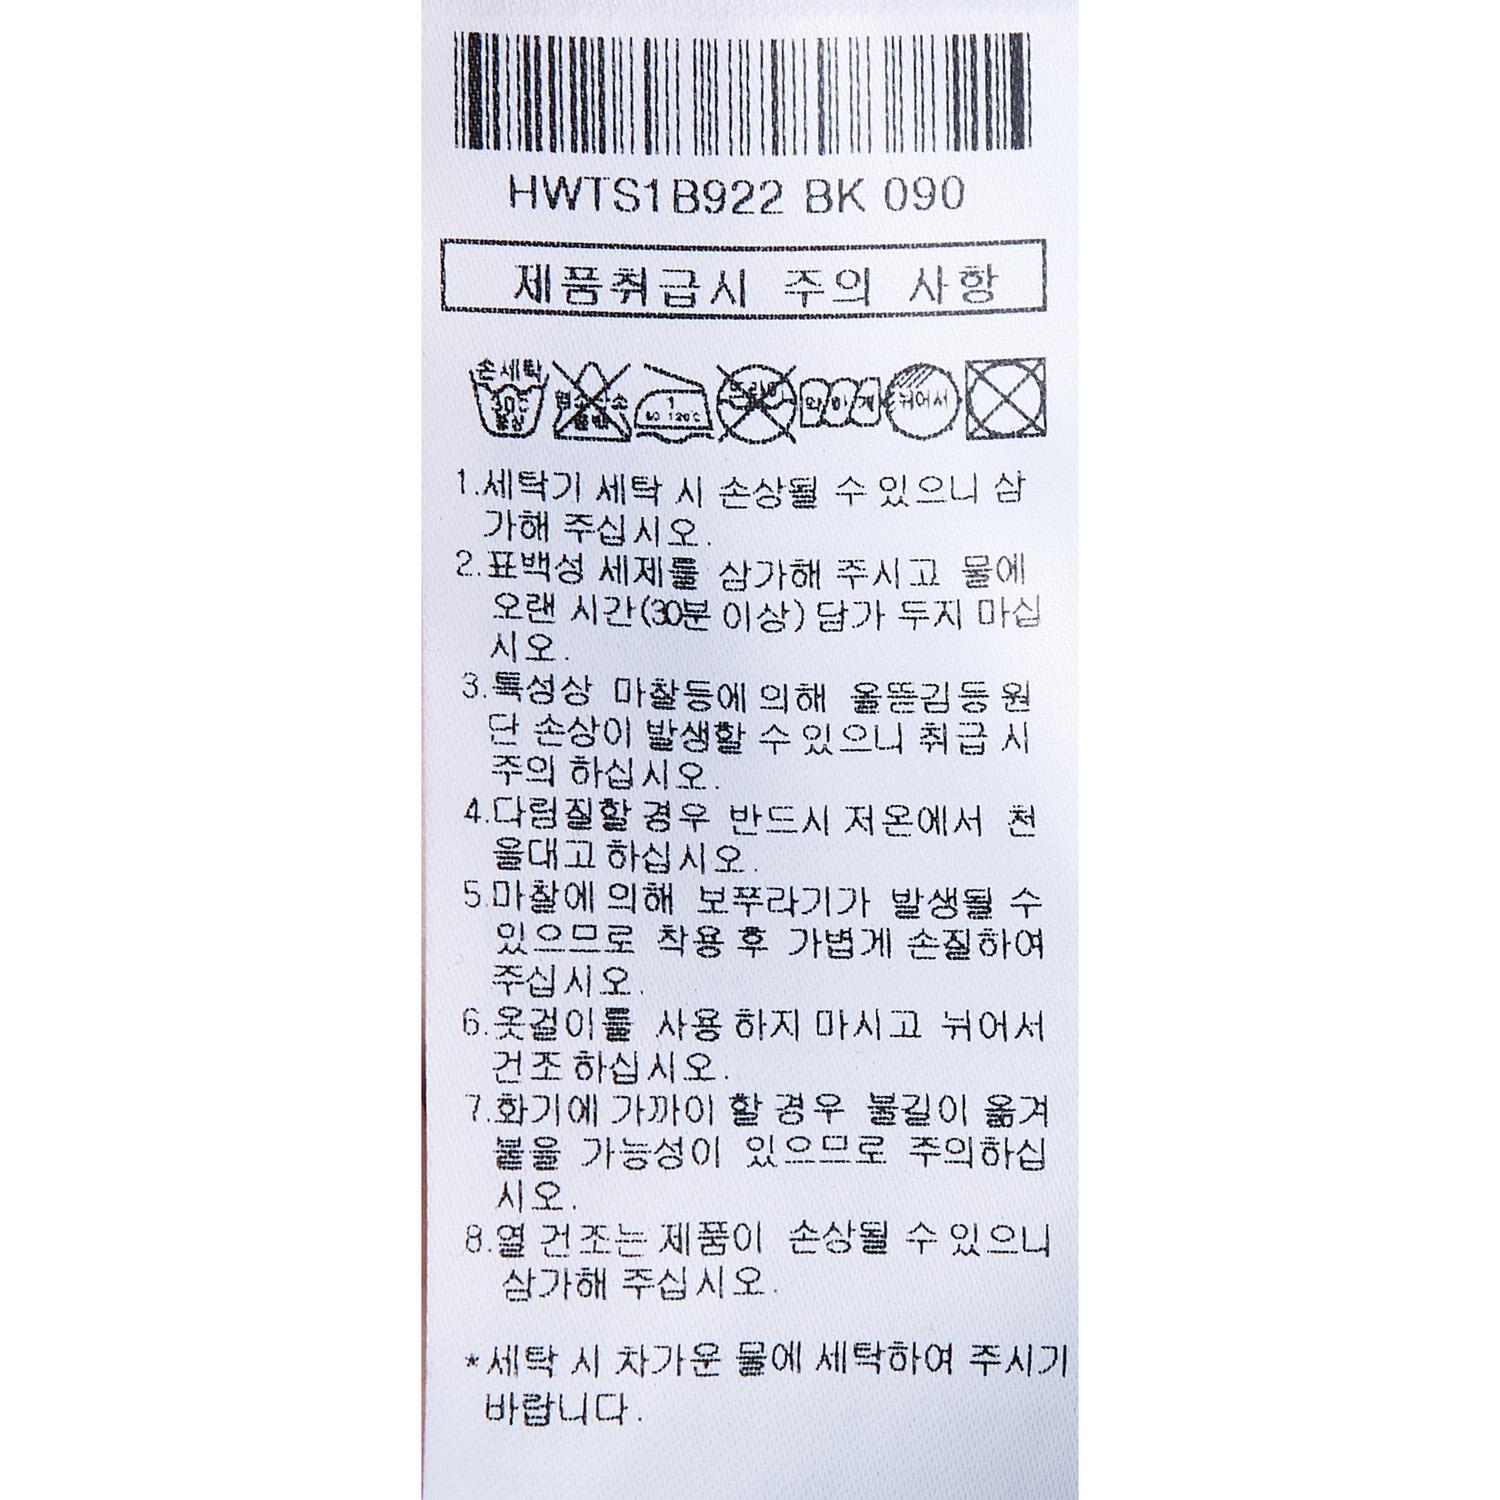 HWTS1B922 BK 090
제품취급시 주의 사항
손세탁
30℃
중성
1
80 120℃
드라이
약하게
뉘어서
1.세탁기 세탁 시 손상될 수 있으니 삼
가해 주십시오.
2.표백성 세제를 삼가해 주시고 물에
오랜 시간(30분 이상) 담가 두지 마십
시오.
3.특성상 마찰등에 의해 올뜯김등 원
단 손상이 발생할 수 있으니 취급 시
주의 하십시오.
4.다림질할 경우 반드시 저온에서 천
을대고 하십시오.
5.마찰에 의해 보푸라기가 발생될 수
있으므로 착용 후 가볍게 손질하여
주십시오.
6.옷걸이를 사용 하지 마시고 뉘어서
건조 하십시오.
7.화기에 가까이 할 경우 불길이 옮겨
붙을 가능성이 있으므로 주의하십
시오.
8.열 건조는 제품이 손상될 수 있으니
삼가해 주십시오.
*세탁 시 차가운 물에 세탁하여 주시기
바랍니다.